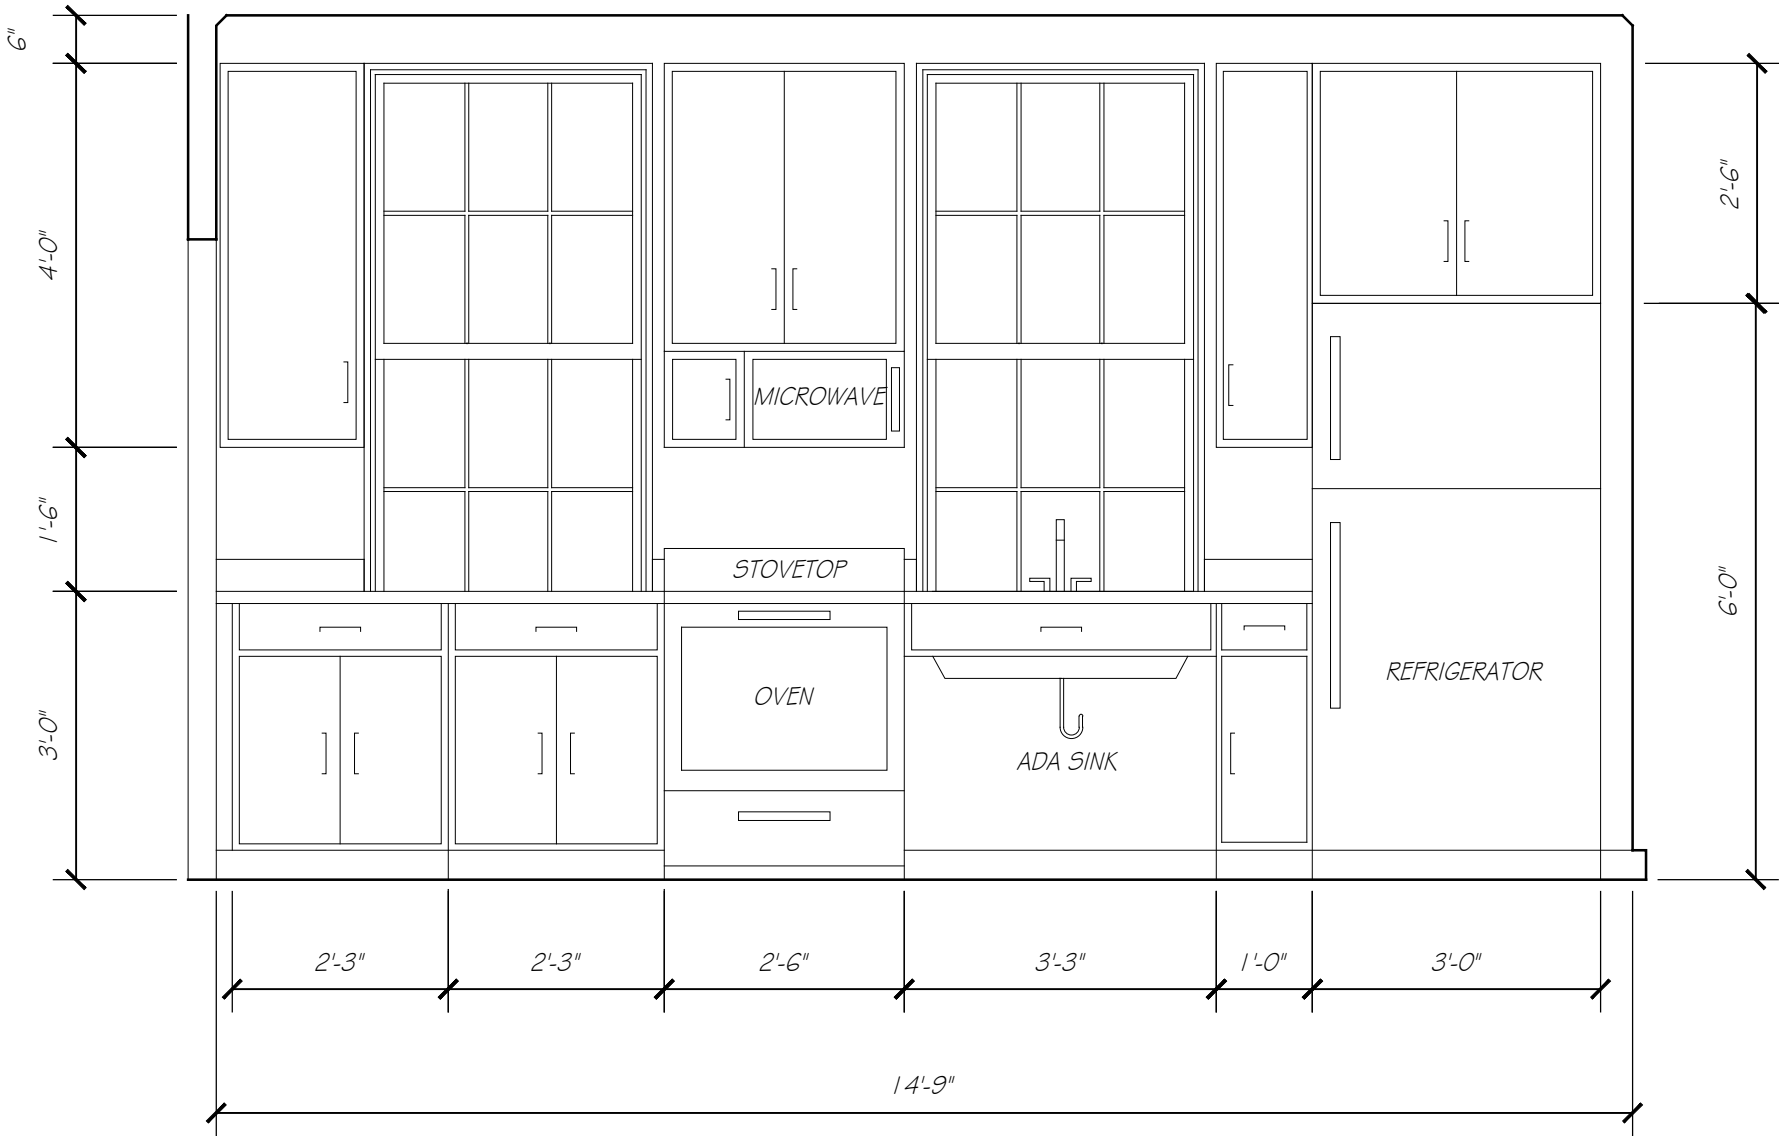 6"
4'-0"
2'-6"
MICROWAVE
1'-6"
STOVETOP
6'-0"
REFRIGERATOR
OVEN
3'-0"
ADA SINK
2'-3"
2'-3"
2'-6"
3'-3"
1'-0"
3'-0"
14'-9"